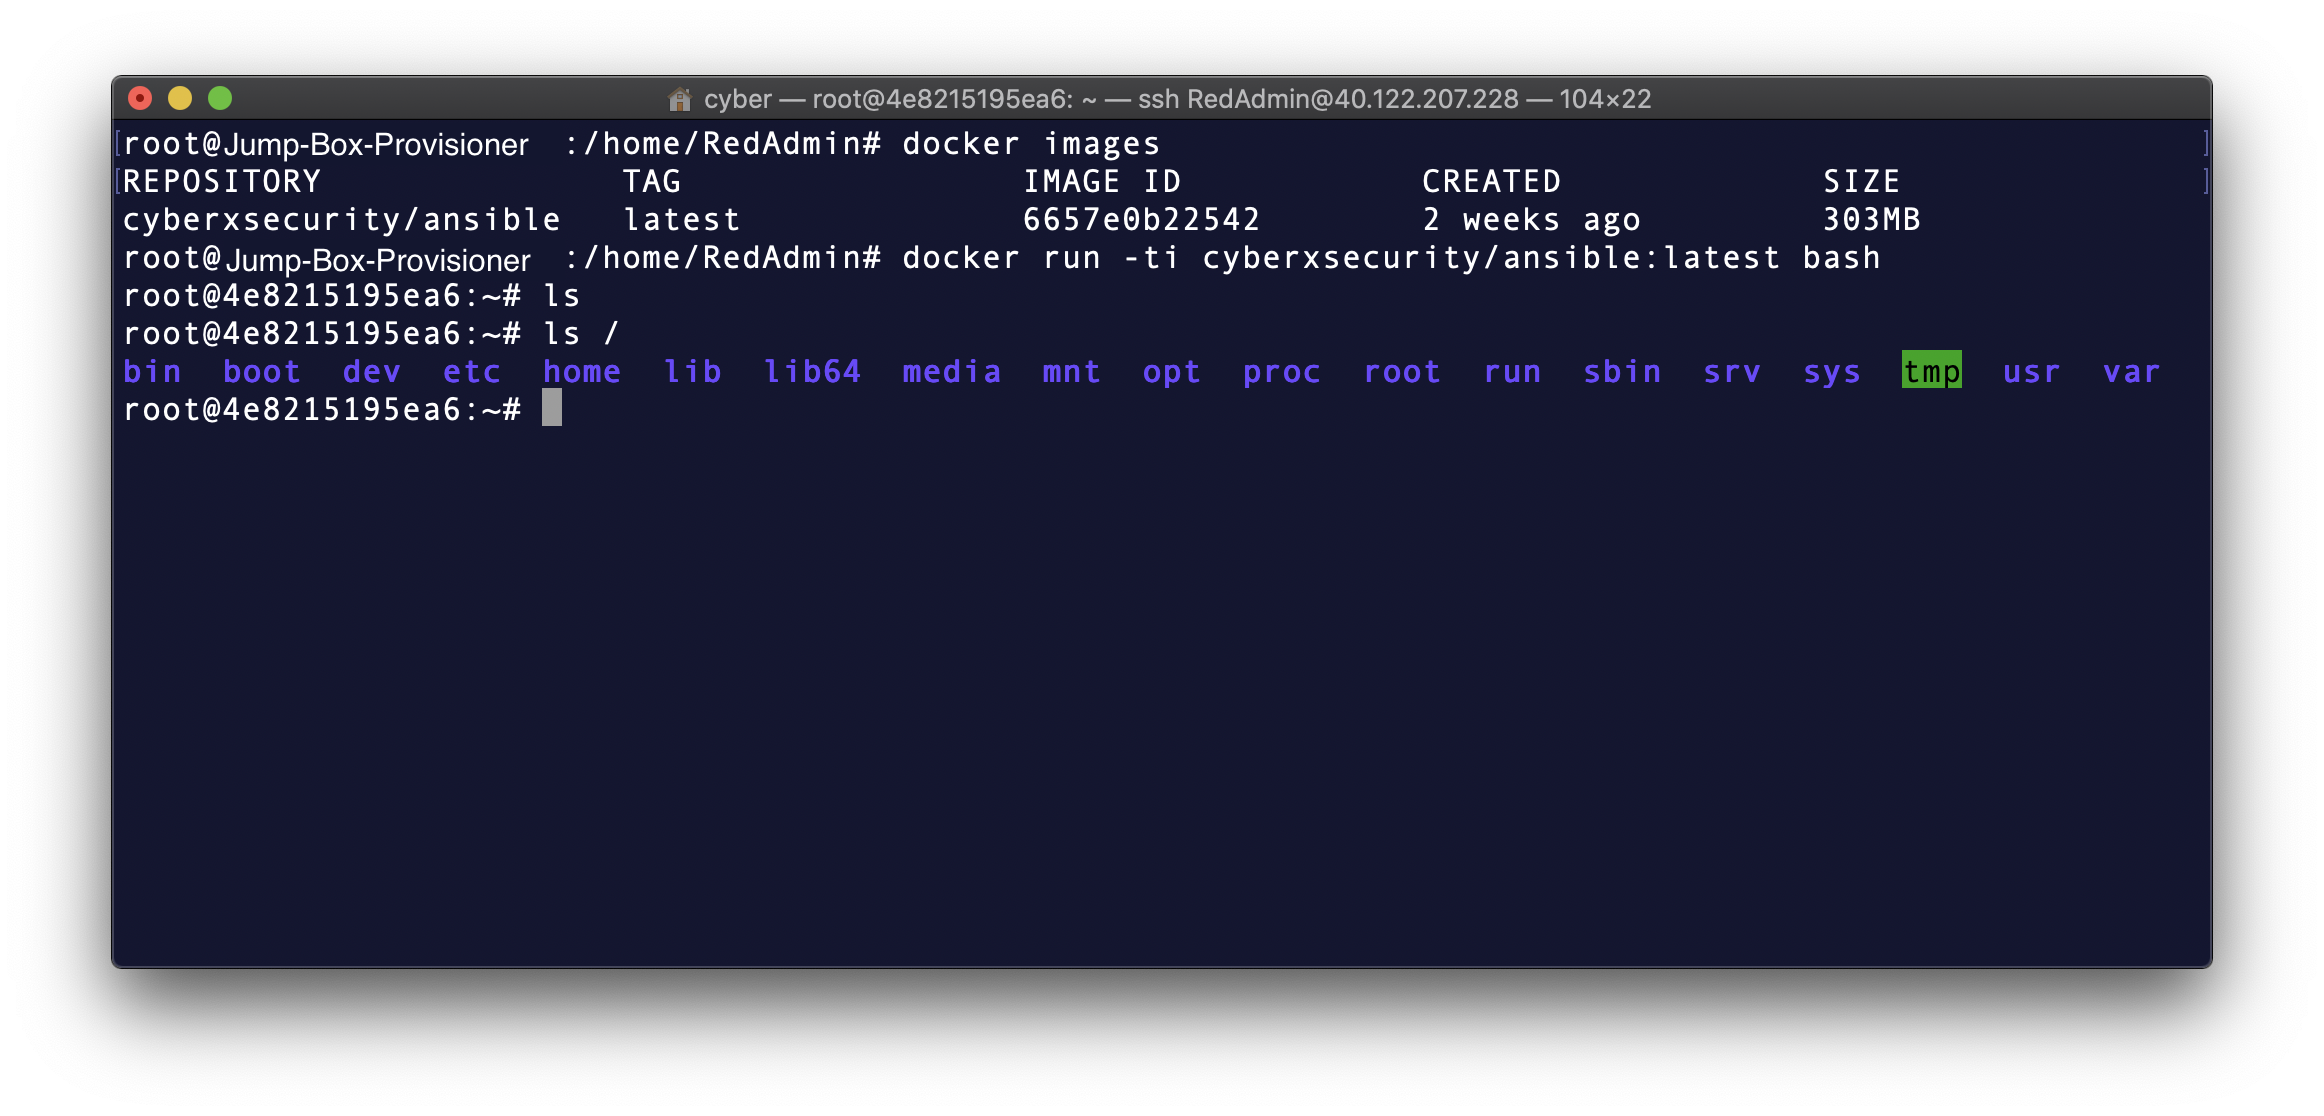 cyber — root@4e8215195ea6: ~ — ssh RedAdmin@40.122.207.228 — 104×22
[root@Jump-Box-Provisioner :/home/RedAdmin# docker images ]
[REPOSITORY TAG IMAGE ID CREATED SIZE ]
cyberxsecurity/ansible latest 6657e0b22542 2 weeks ago 303MB
root@Jump-Box-Provisioner :/home/RedAdmin# docker run -ti cyberxsecurity/ansible:latest bash
root@4e8215195ea6:~# ls
root@4e8215195ea6:~# ls /
bin boot dev etc home lib lib64 media mnt opt proc root run sbin srv sys tmp usr var
root@4e8215195ea6:~#